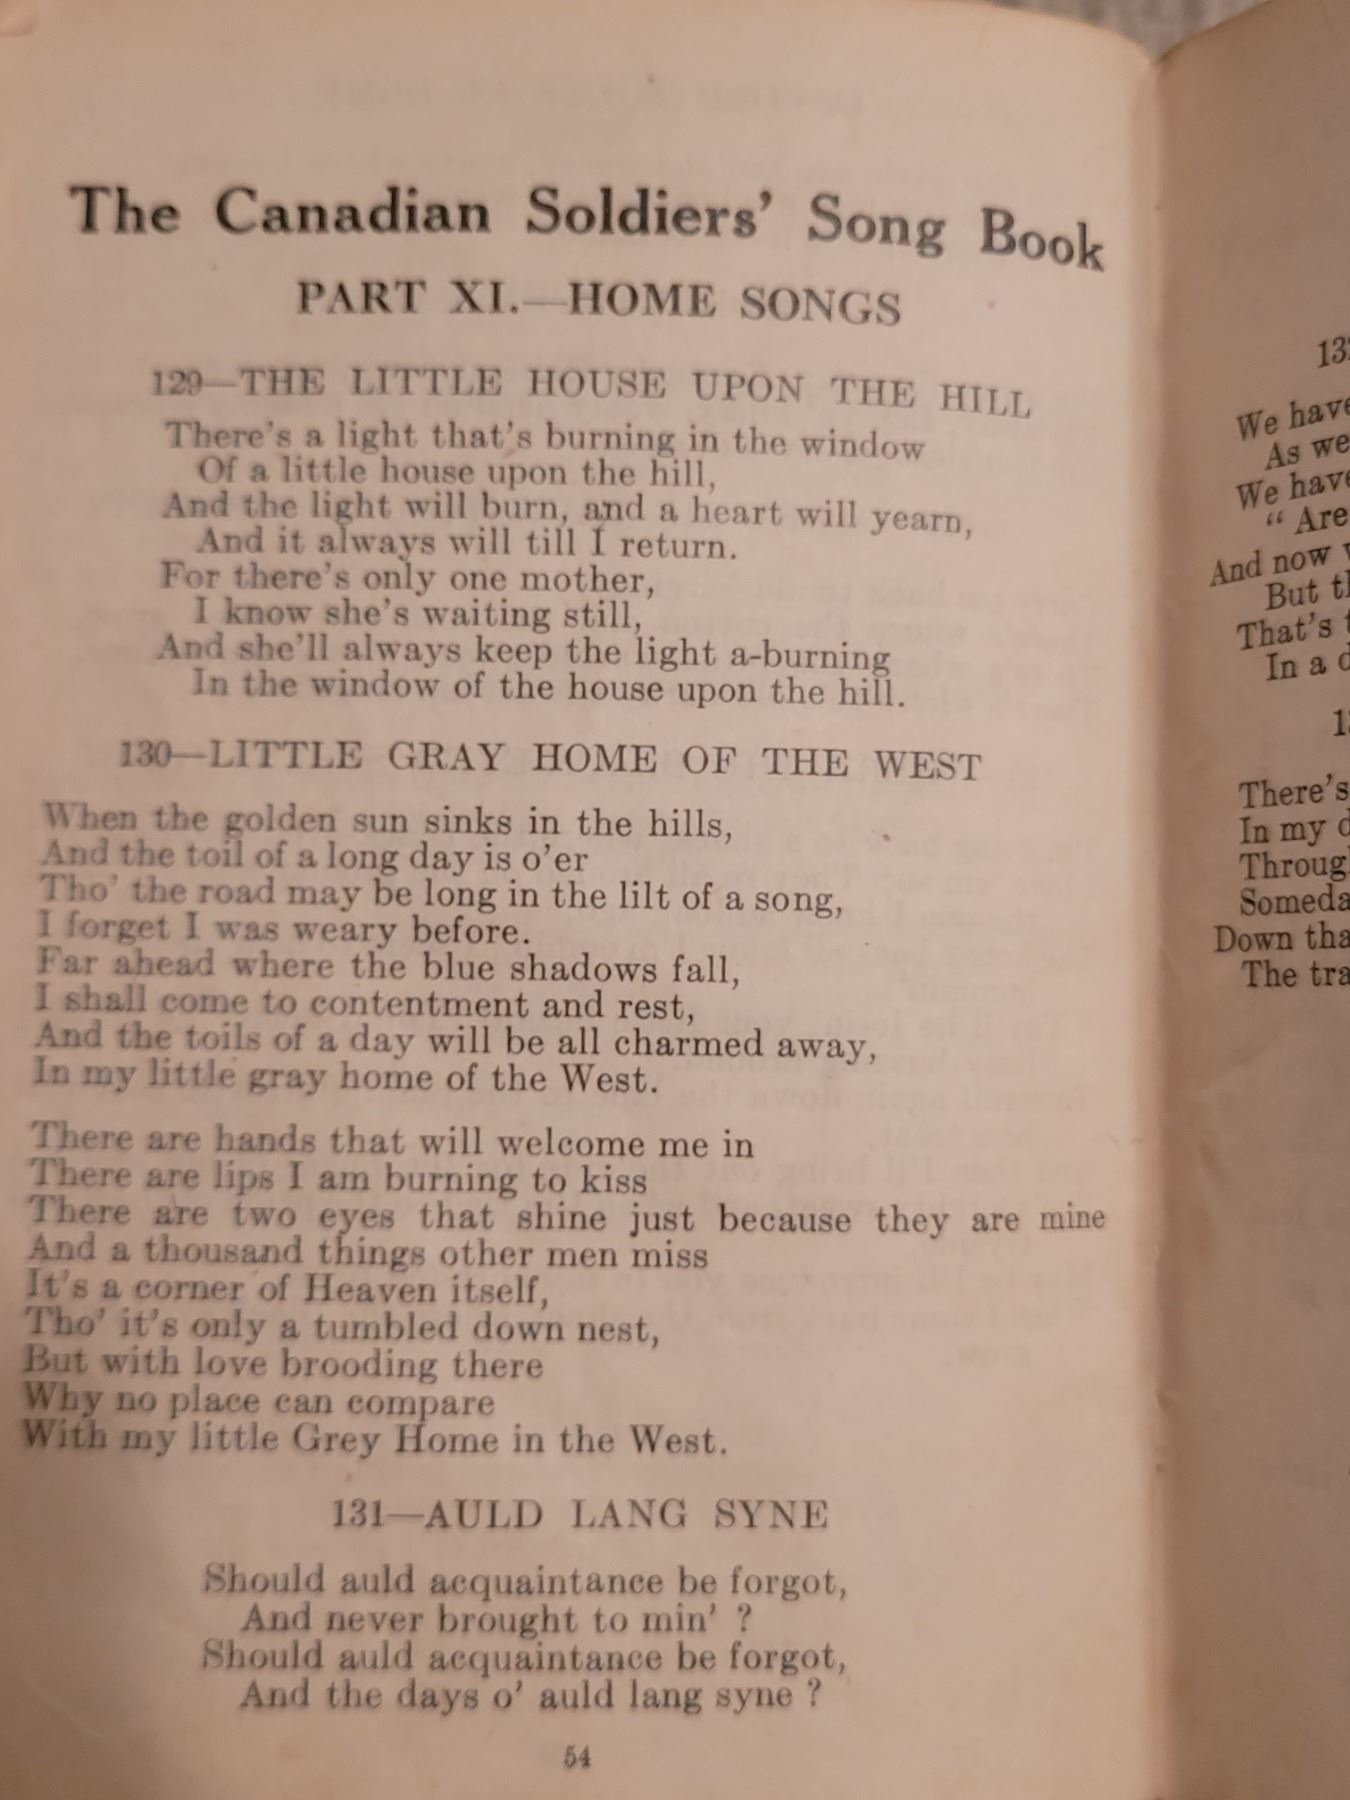 The Canadian Soldiers' Song Book
PART XI.—HOME SONGS
129—THE LITTLE HOUSE UPON THE HILL
There's a light that's burning in the window
Of a little house upon the hill,
And the light will burn, and a heart will yearn,
And it always will till I return.
For there's only one mother,
I know she's waiting still,
And she'll always keep the light a-burning
In the window of the house upon the hill.
130—LITTLE GRAY HOME OF THE WEST
When the golden sun sinks in the hills,
And the toil of a long day is o'er
Tho' the road may be long in the lilt of a song,
I forget I was weary before.
Far ahead where the blue shadows fall,
I shall come to contentment and rest,
And the toils of a day will be all charmed away,
In my little gray home of the West.
There are hands that will welcome me in
There are lips I am burning to kiss
There are two eyes that shine just because they are mine
And a thousand things other men miss
It's a corner of Heaven itself,
Tho' it's only a tumbled down nest,
But with love brooding there
Why no place can compare
With my little Grey Home in the West.
131—AULD LANG SYNE
Should auld acquaintance be forgot,
And never brought to min' ?
Should auld acquaintance be forgot,
And the days o' auld lang syne ?
54
We have
As we
We have
" Are
And now
But
That's
In a
There's
In my
Down
The